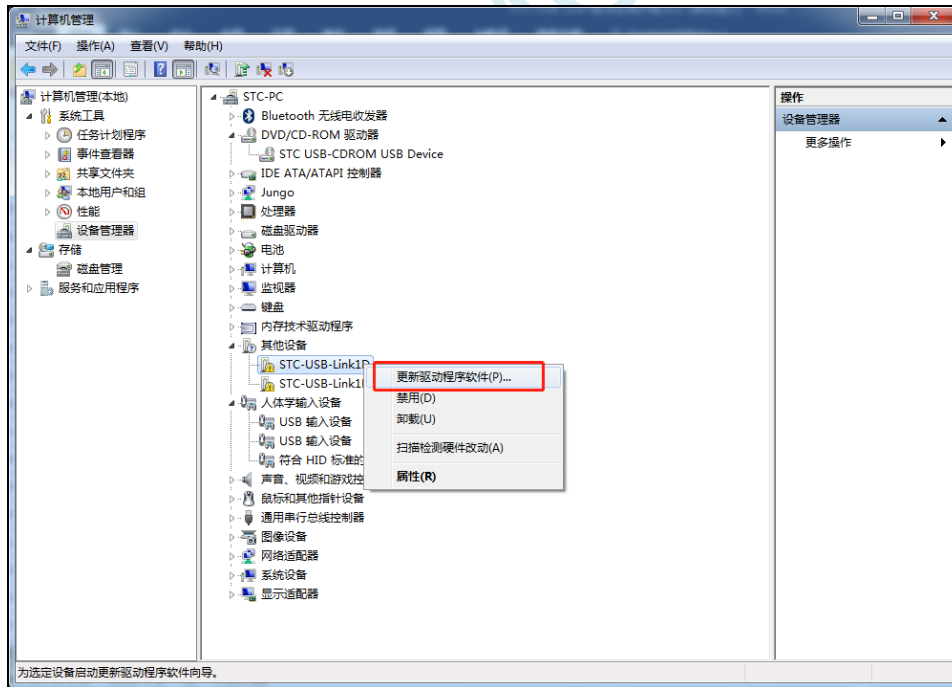 计算机管理
文件(F) 操作(A) 查看(V) 帮助(H)
计算机管理(本地)
系统工具
任务计划程序
事件查看器
共享文件夹
本地用户和组
性能
设备管理器
存储
磁盘管理
服务和应用程序
STC-PC
Bluetooth 无线电收发器
DVD/CD-ROM 驱动器
STC USB-CDROM USB Device
IDE ATA/ATAPI 控制器
Jungo
处理器
磁盘驱动器
电池
计算机
监视器
键盘
内存技术驱动程序
其他设备
STC-USB-Link1D
STC-USB-Link1
人体学输入设备
USB 输入设备
USB 输入设备
符合 HID 标准的
声音、视频和游戏控
鼠标和其他指针设备
通用串行总线控制器
图像设备
网络适配器
系统设备
显示适配器
更新驱动程序软件(P)...
禁用(D)
卸载(U)
扫描检测硬件改动(A)
属性(R)
操作
设备管理器
更多操作
为选定设备启动更新驱动程序软件向导。